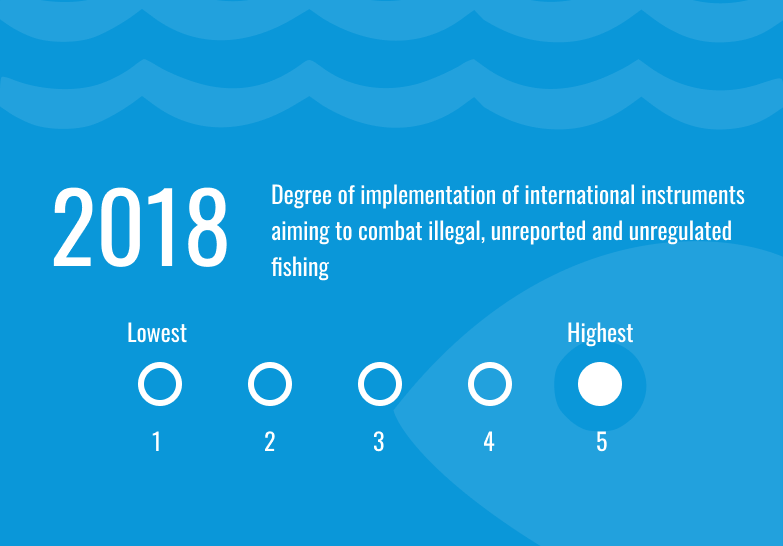 2018
Degree of implementation of international instruments
aiming to combat illegal, unreported and unregulated
fishing
Lowest Highest
1 2 3 4 5